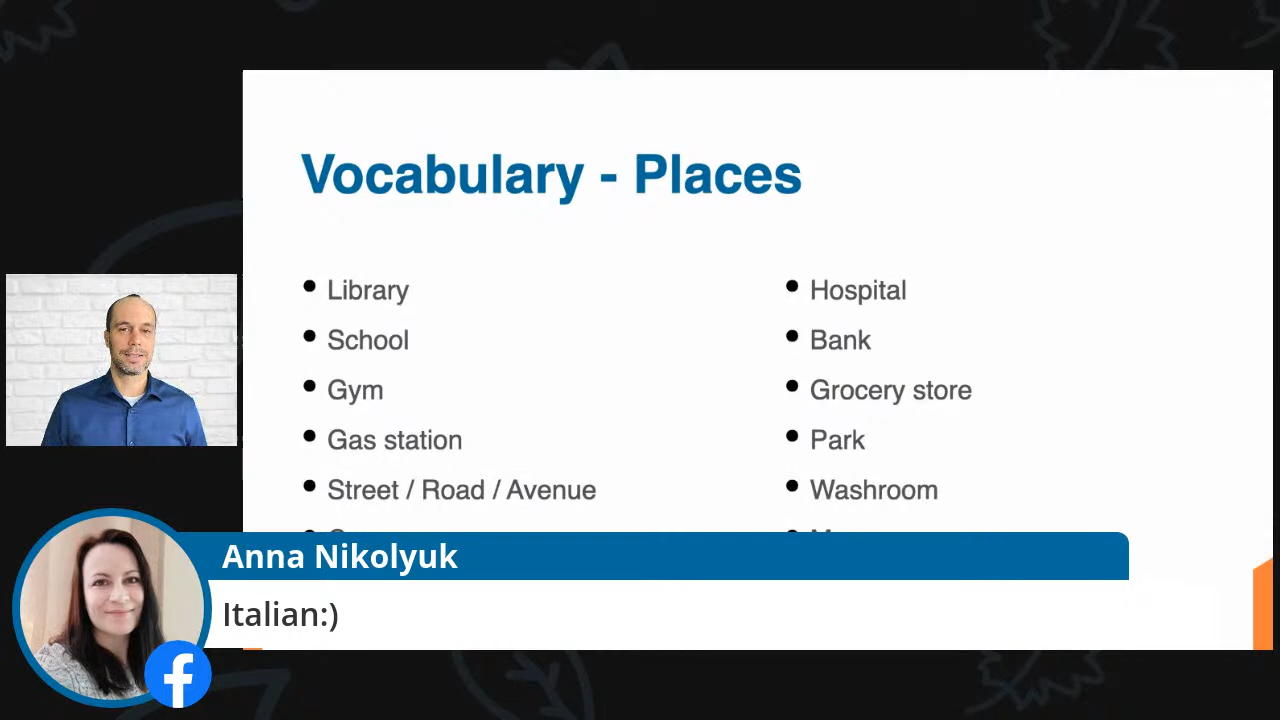 Vocabulary - Places
Library
School
Gym
Gas station
Street / Road / Avenue
Hospital
Bank
Grocery store
Park
Washroom
Anna Nikolyuk
Italian:)